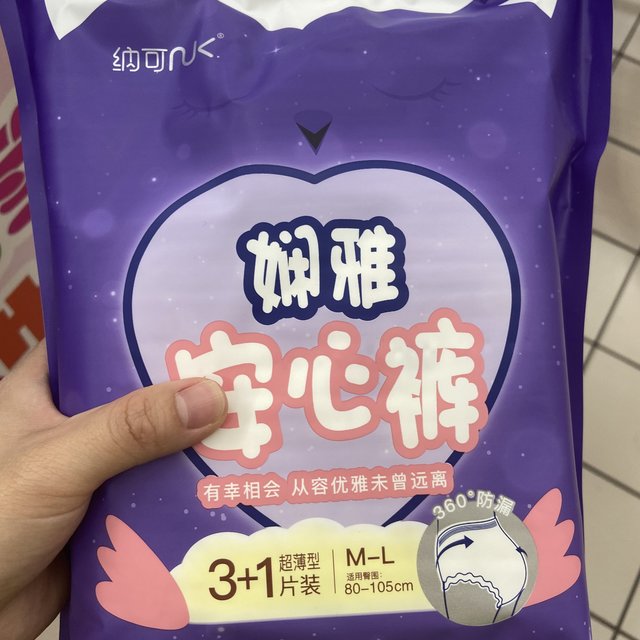 纳可NK®
娴雅
安心裤
有幸相会 从容优雅未曾远离
360°防漏
3+1超薄型片装
M-L
适用臀围:
80-105cm